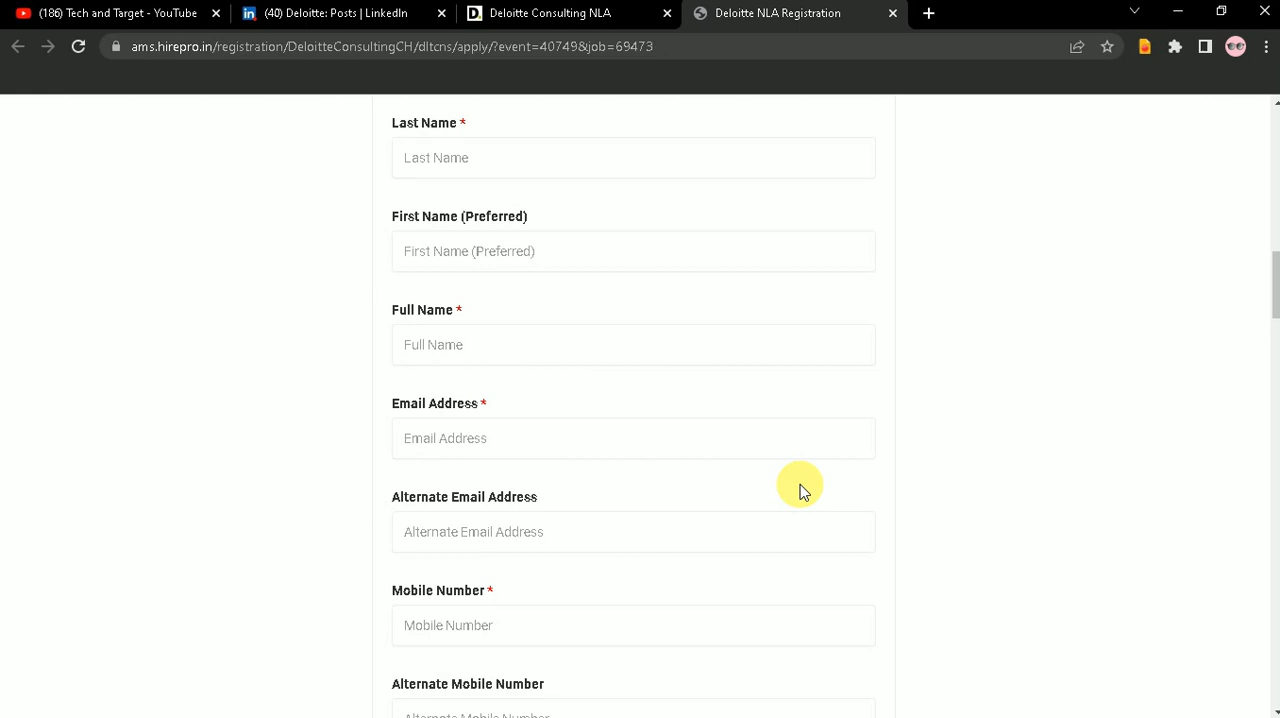 (186) Tech and Target - YouTube
(40) Deloitte: Posts | LinkedIn
Deloitte Consulting NLA
Deloitte NLA Registration
ams.hirepro.in/registration/DeloitteConsultingCH/dltcns/apply/?event=40749&job=69473
Last Name *
Last Name
First Name (Preferred)
First Name (Preferred)
Full Name *
Full Name
Email Address *
Email Address
Alternate Email Address
Alternate Email Address
Mobile Number *
Mobile Number
Alternate Mobile Number
Alternate Mobile Number